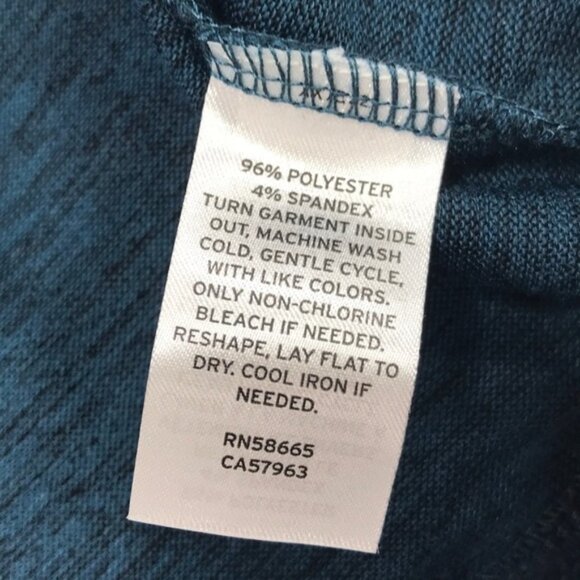 96% POLYESTER
4% SPANDEX
TURN GARMENT INSIDE
OUT, MACHINE WASH
COLD, GENTLE CYCLE,
WITH LIKE COLORS.
ONLY NON-CHLORINE
BLEACH IF NEEDED.
RESHAPE, LAY FLAT TO
DRY. COOL IRON IF
NEEDED.
RN58665
CA57963